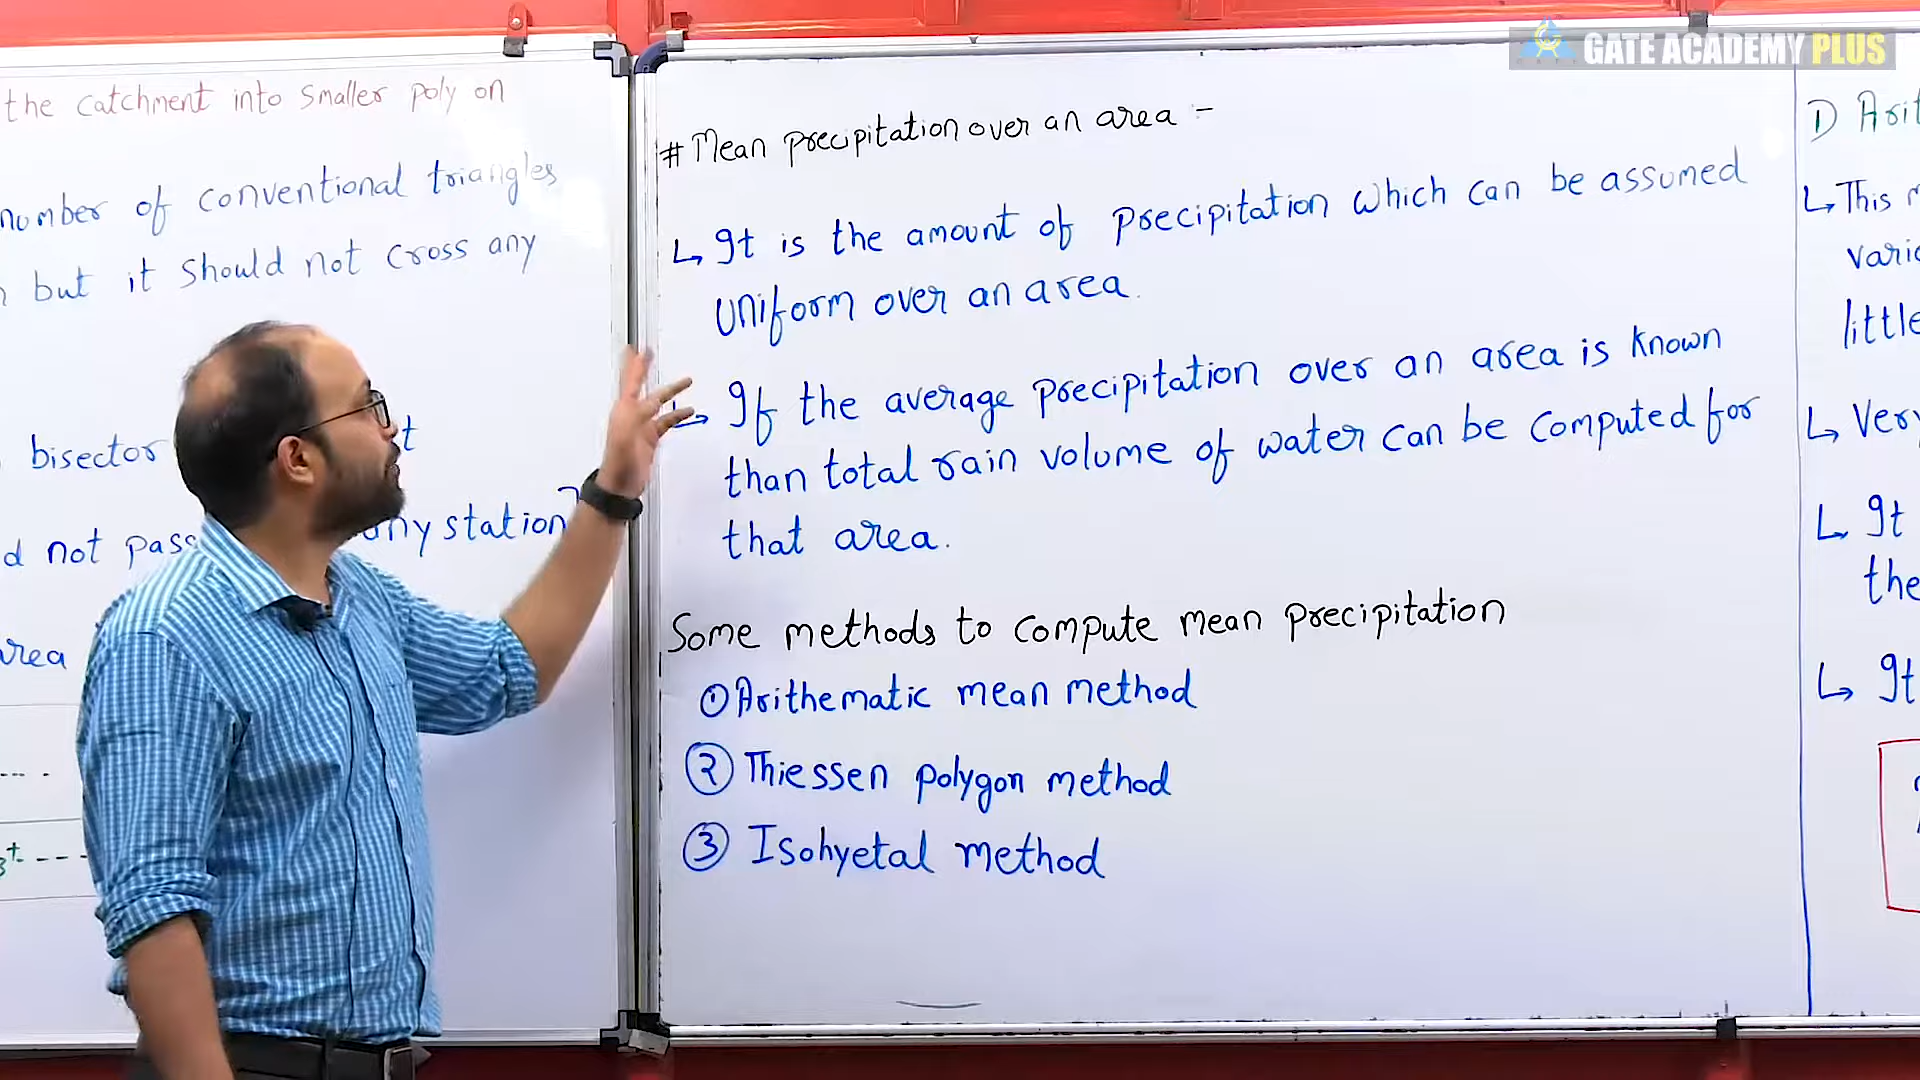 the catchment into smaller poly on
number of conventional triangles
but it should not cross any
bisector
d not pass any station
area
# Mean precipitation over an area :-
↳ It is the amount of precipitation which can be assumed
uniform over an area.
↳ If the average precipitation over an area is known
than total rain volume of water can be computed for
that area.
Some methods to compute mean precipitation
① Arithematic mean method
② Thiessen polygon method
③ Isohyetal method
GATE ACADEMY PLUS
↳ This
↳ Very
↳ It
the
↳ It